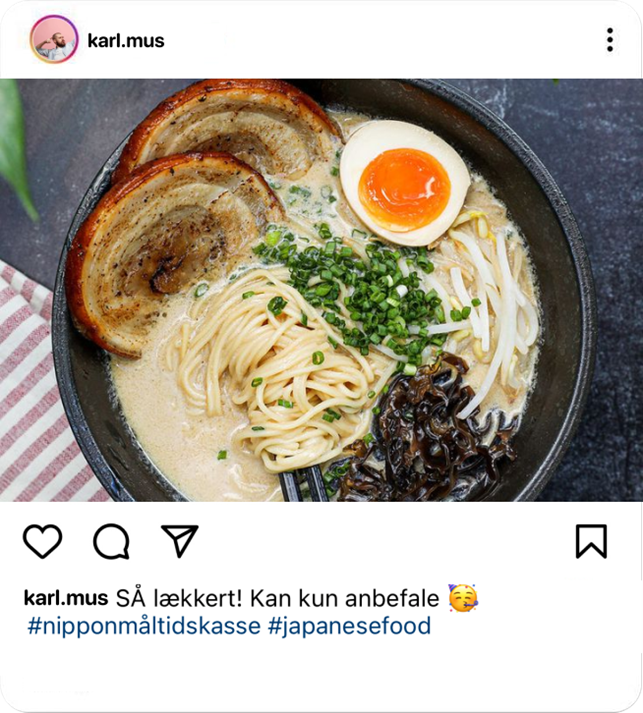 karl.mus
karl.mus SÅ lækkert! Kan kun anbefale 🥳
#nipponmåltidskasse #japanesefood